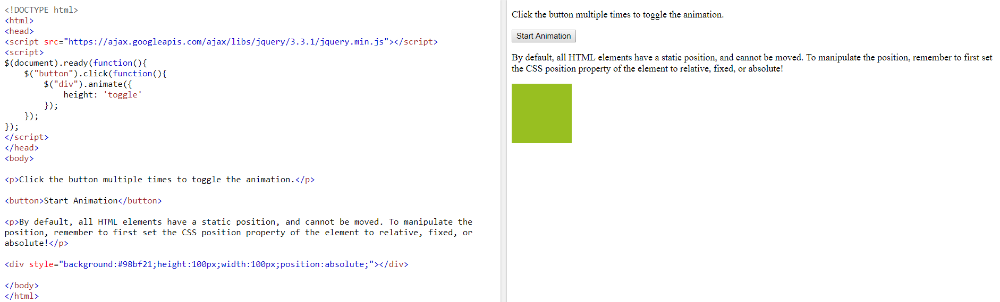 <!DOCTYPE html>
<html>
<head>
<script src="https://ajax.googleapis.com/ajax/libs/jquery/3.3.1/jquery.min.js"></script>
<script>
$(document).ready(function(){
    $("button").click(function(){
        $("div").animate({
            height: 'toggle'
        });
    });
});
</script>
</head>
<body>
<p>Click the button multiple times to toggle the animation.</p>
<button>Start Animation</button>
<p>By default, all HTML elements have a static position, and cannot be moved. To manipulate the
position, remember to first set the CSS position property of the element to relative, fixed, or
absolute!</p>
<div style="background:#98bf21;height:100px;width:100px;position:absolute;"></div>
</body>
</html>
Click the button multiple times to toggle the animation.
Start Animation
By default, all HTML elements have a static position, and cannot be moved. To manipulate the position, remember to first set
the CSS position property of the element to relative, fixed, or absolute!